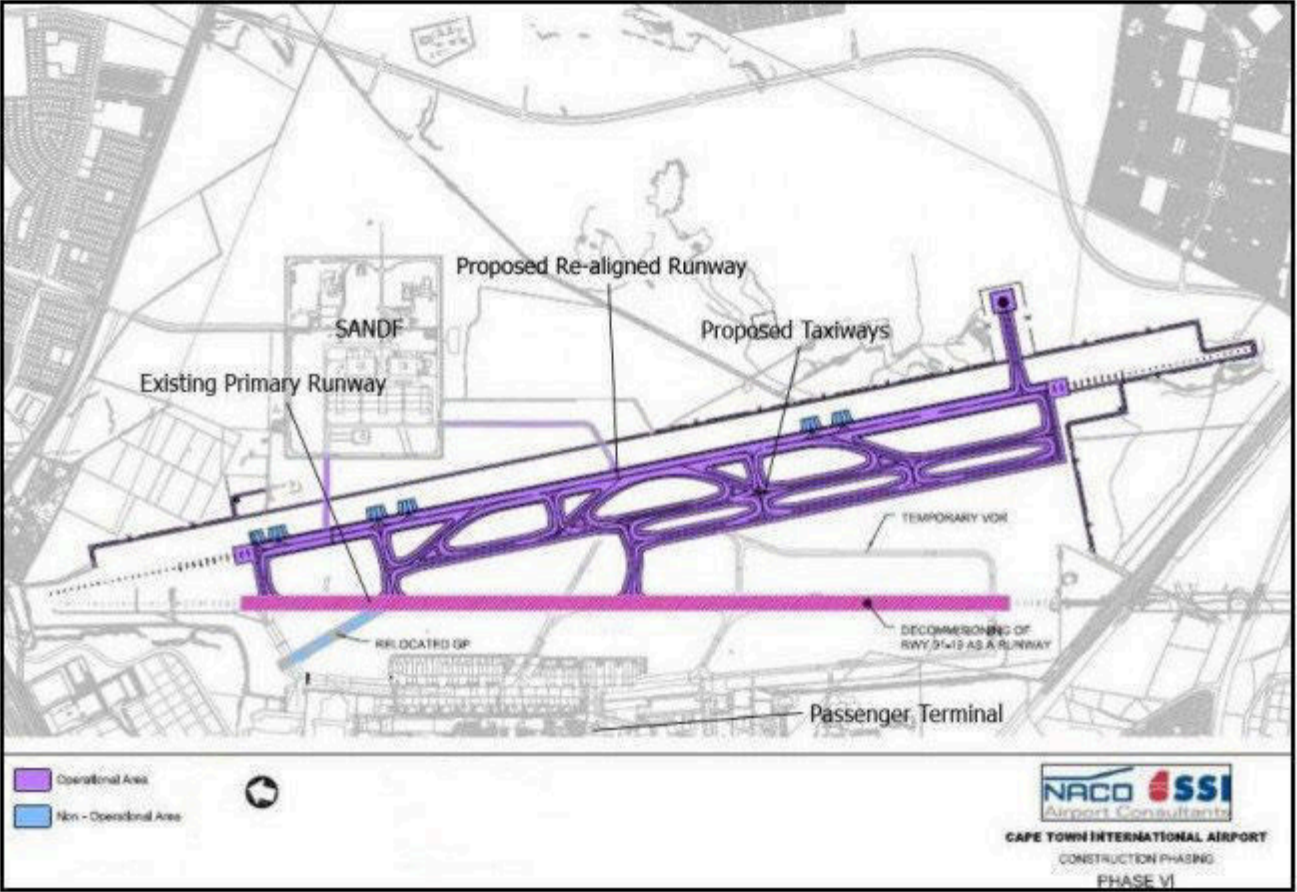 Proposed Re-aligned Runway
SANDF
Proposed Taxiways
Existing Primary Runway
TEMPORARY VOR
RELOCATED GP
DECOMMISIONING OF
RWY 01-19 AS A RUNWAY
Passenger Terminal
Operational Area
Non - Operational Area
NACO SSI
Airport Consultants
CAPE TOWN INTERNATIONAL AIRPORT
CONSTRUCTION PHASING
PHASE VI